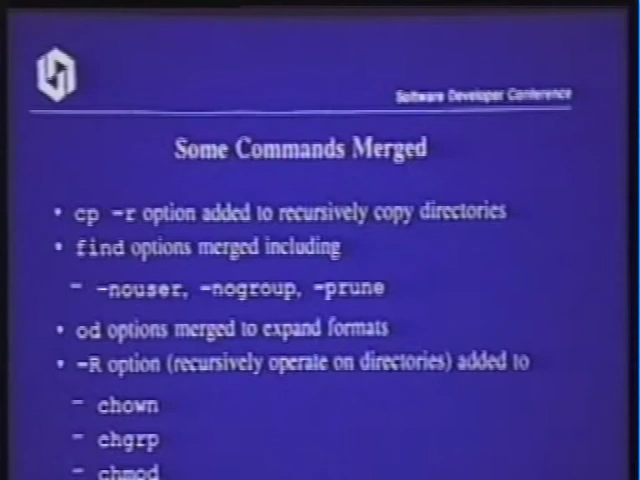 Software Developer Conference
Some Commands Merged
• cp -r option added to recursively copy directories
• find options merged including
- -nouser, -nogroup, -prune
• od options merged to expand formats
• -R option (recursively operate on directories) added to
- chown
- chgrp
- chmod